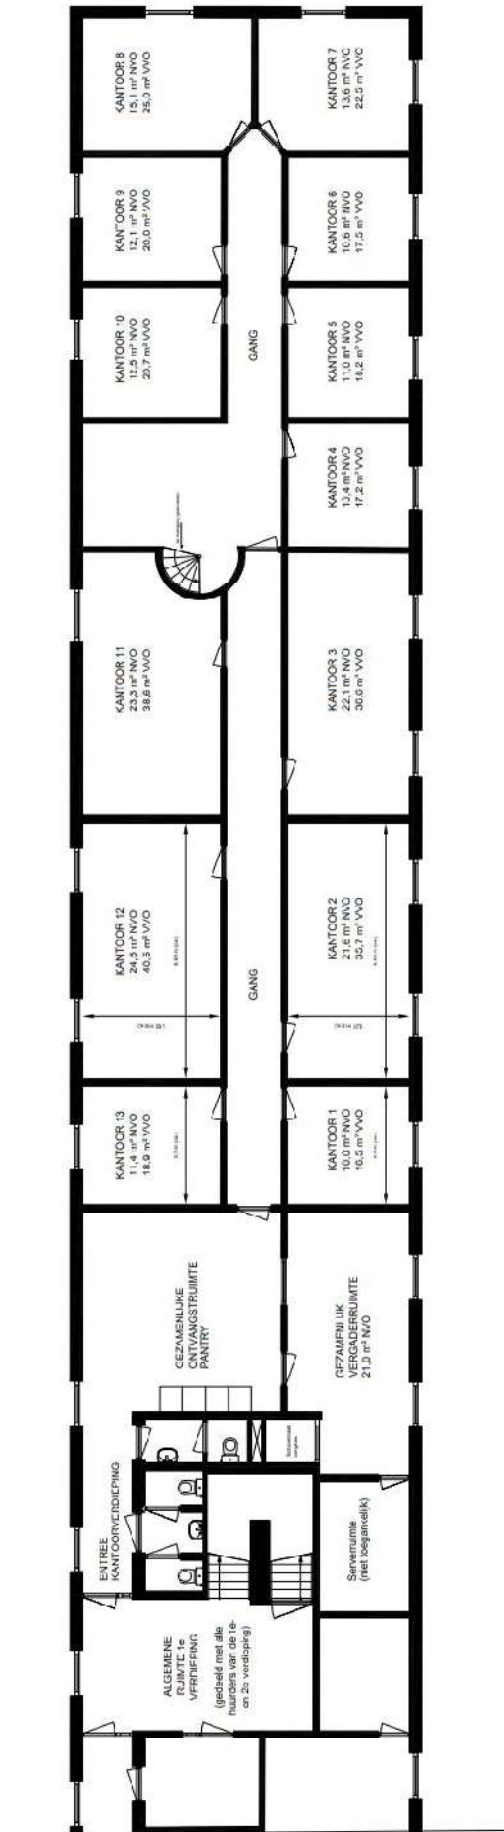 KANTOOR 8
15,1 m² NVO
25,0 m² VVO
KANTOOR 7
13,6 m² NVO
22,5 m² VVO
KANTOOR 9
12,1 m² NVO
20,0 m² VVO
KANTOOR 6
10,6 m² NVO
17,5 m² VVO
KANTOOR 10
12,5 m² NVO
20,7 m² VVO
GANG
KANTOOR 5
11,0 m² NVO
18,2 m² VVO
KANTOOR 4
10,4 m² NVO
17,2 m² VVO
KANTOOR 11
23,3 m² NVO
38,6 m² VVO
KANTOOR 3
22,1 m² NVO
36,6 m² VVO
KANTOOR 12
24,5 m² NVO
40,5 m² VVO
GANG
KANTOOR 2
21,6 m² NVO
35,7 m² VVO
KANTOOR 13
11,4 m² NVO
18,9 m² VVO
KANTOOR 1
10,0 m² NVO
16,5 m² VVO
GEZAMENLIJKE
ONTVANGSTRUIMTE
PANTRY
GEZAMENLIJK
VERGADERRUIMTE
21,0 m² NVO
ENTREE
KANTOORVERDIEPING
Serverruimte
(niet toegankelijk)
ALGEMENE
RUIMTE 1e
VERDIEPING
(gedeeld met alle
huurders van de 1e-
en 2e verdieping)